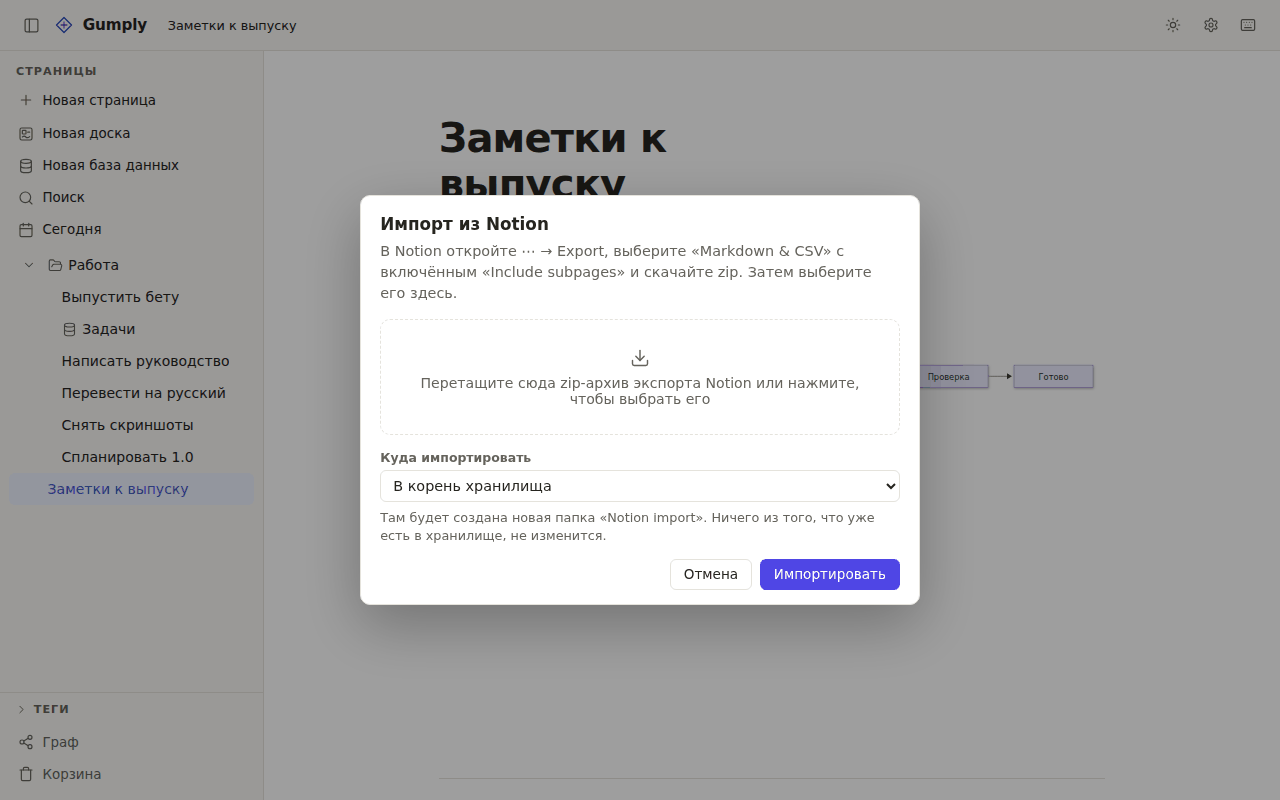 Gumply
Заметки к выпуску
СТРАНИЦЫ
Новая страница
Новая доска
Новая база данных
Поиск
Сегодня
Работа
Выпустить бету
Задачи
Написать руководство
Перевести на русский
Снять скриншоты
Спланировать 1.0
Заметки к выпуску
ТЕГИ
Граф
Корзина
Заметки к
выпуску
Проверка
Готово
Импорт из Notion
В Notion откройте ··· → Export, выберите «Markdown & CSV» с
включённым «Include subpages» и скачайте zip. Затем выберите
его здесь.
Перетащите сюда zip-архив экспорта Notion или нажмите,
чтобы выбрать его
Куда импортировать
В корень хранилища
Там будет создана новая папка «Notion import». Ничего из того, что уже
есть в хранилище, не изменится.
Отмена
Импортировать